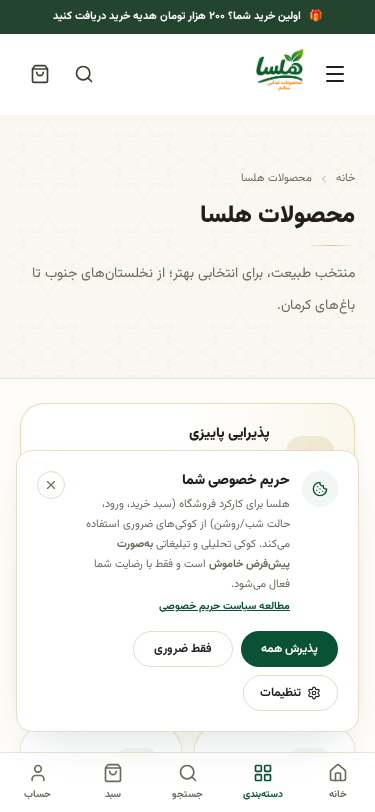 اولین خرید شما؟ ۲۰۰ هزار تومان هدیه خرید دریافت کنید
هلسا
محصولات غذایی سالم
خانه › محصولات هلسا
محصولات هلسا
منتخب طبیعت، برای انتخابی بهتر؛ از نخلستان‌های جنوب تا
باغ‌های کرمان.
پذیرایی پاییزی
حریم خصوصی شما
هلسا برای کارکرد فروشگاه (سبد خرید، ورود،
حالت شب/روشن) از کوکی‌های ضروری استفاده
می‌کند. کوکی تحلیلی و تبلیغاتی به‌صورت
پیش‌فرض خاموش است و فقط با رضایت شما
فعال می‌شود.
مطالعه سیاست حریم خصوصی
پذیرش همه
فقط ضروری
تنظیمات
خانه
دسته‌بندی
جستجو
سبد
حساب